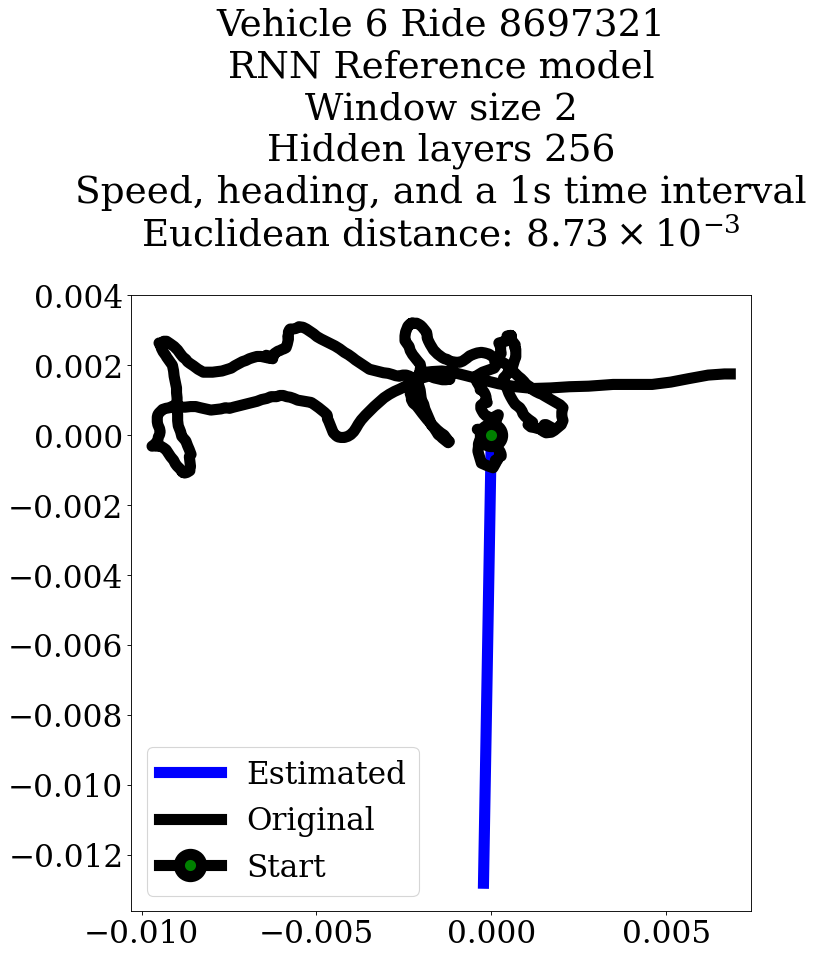 Vehicle 6 Ride 8697321
RNN Reference model
Window size 2
Hidden layers 256
Speed, heading, and a 1s time interval
Euclidean distance: 8.73 × 10⁻³
0.004
0.002
0.000
−0.002
−0.004
−0.006
−0.008
−0.010
−0.012
Estimated
Original
Start
−0.010 −0.005 0.000 0.005